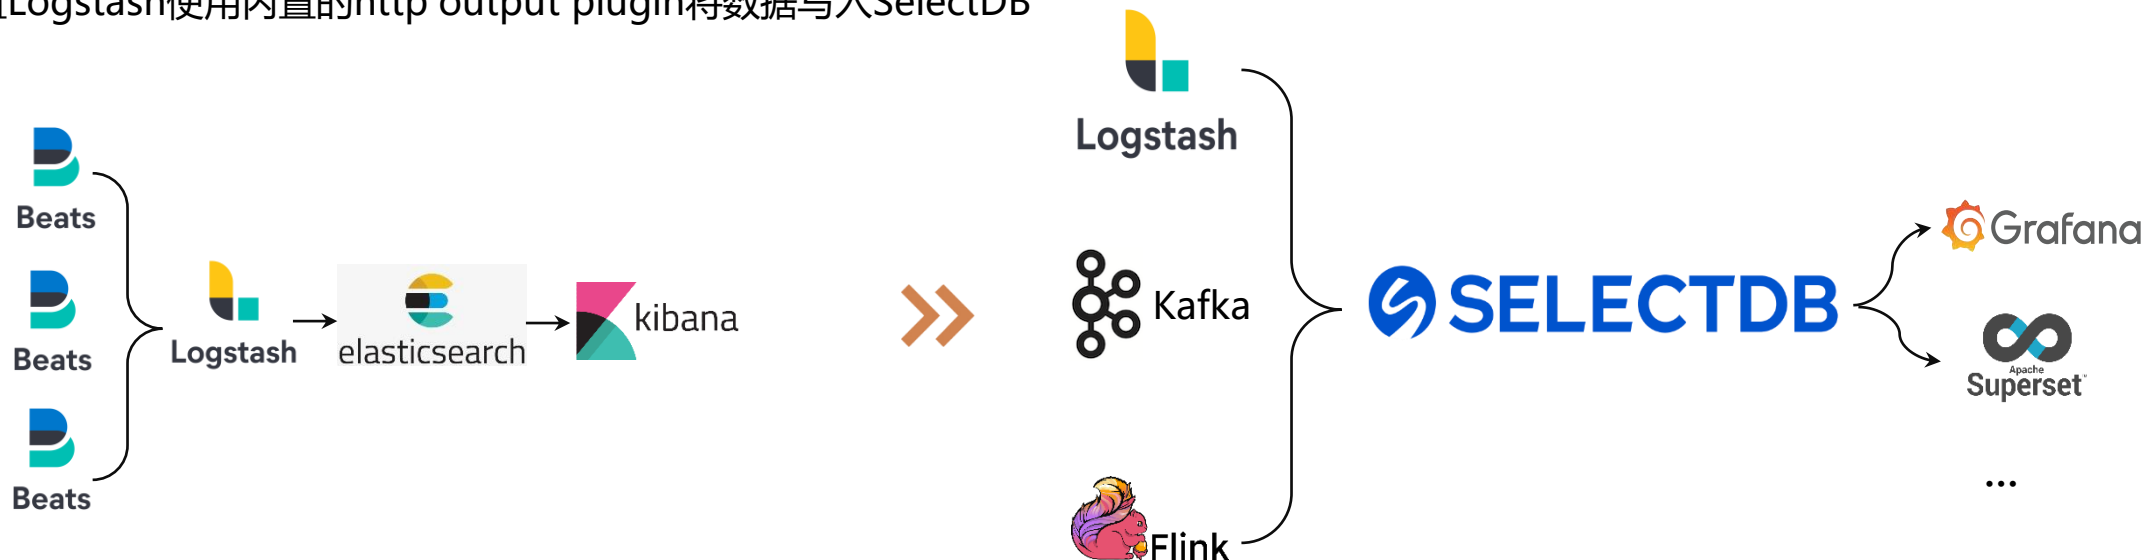 Logstash使用内置的http output plugin将数据写入SelectDB
Beats
Beats
Beats
Logstash
elasticsearch
kibana
Logstash
Kafka
Flink
SELECTDB
Grafana
Apache
Superset™
...